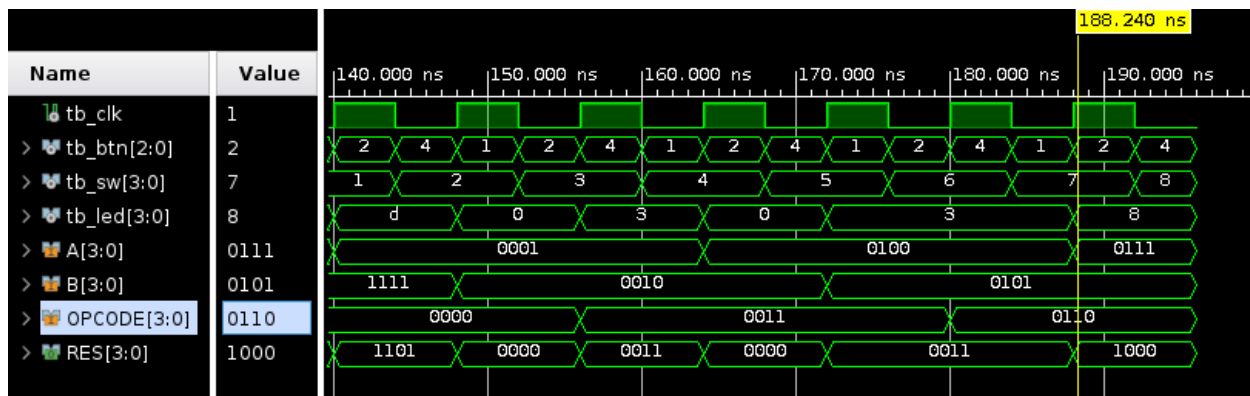 188.240 ns
Name Value 140.000 ns 150.000 ns 160.000 ns 170.000 ns 180.000 ns 190.000 ns
tb_clk 1
tb_btn[2:0] 2 2 4 1 2 4 1 2 4 1 2 4 1 2 4
tb_sw[3:0] 7 1 2 3 4 5 6 7 8
tb_led[3:0] 8 d 0 3 0 3 8
A[3:0] 0111 0001 0100 0111
B[3:0] 0101 1111 0010 0101
OPCODE[3:0] 0110 0000 0011 0110
RES[3:0] 1000 1101 0000 0011 0000 0011 1000